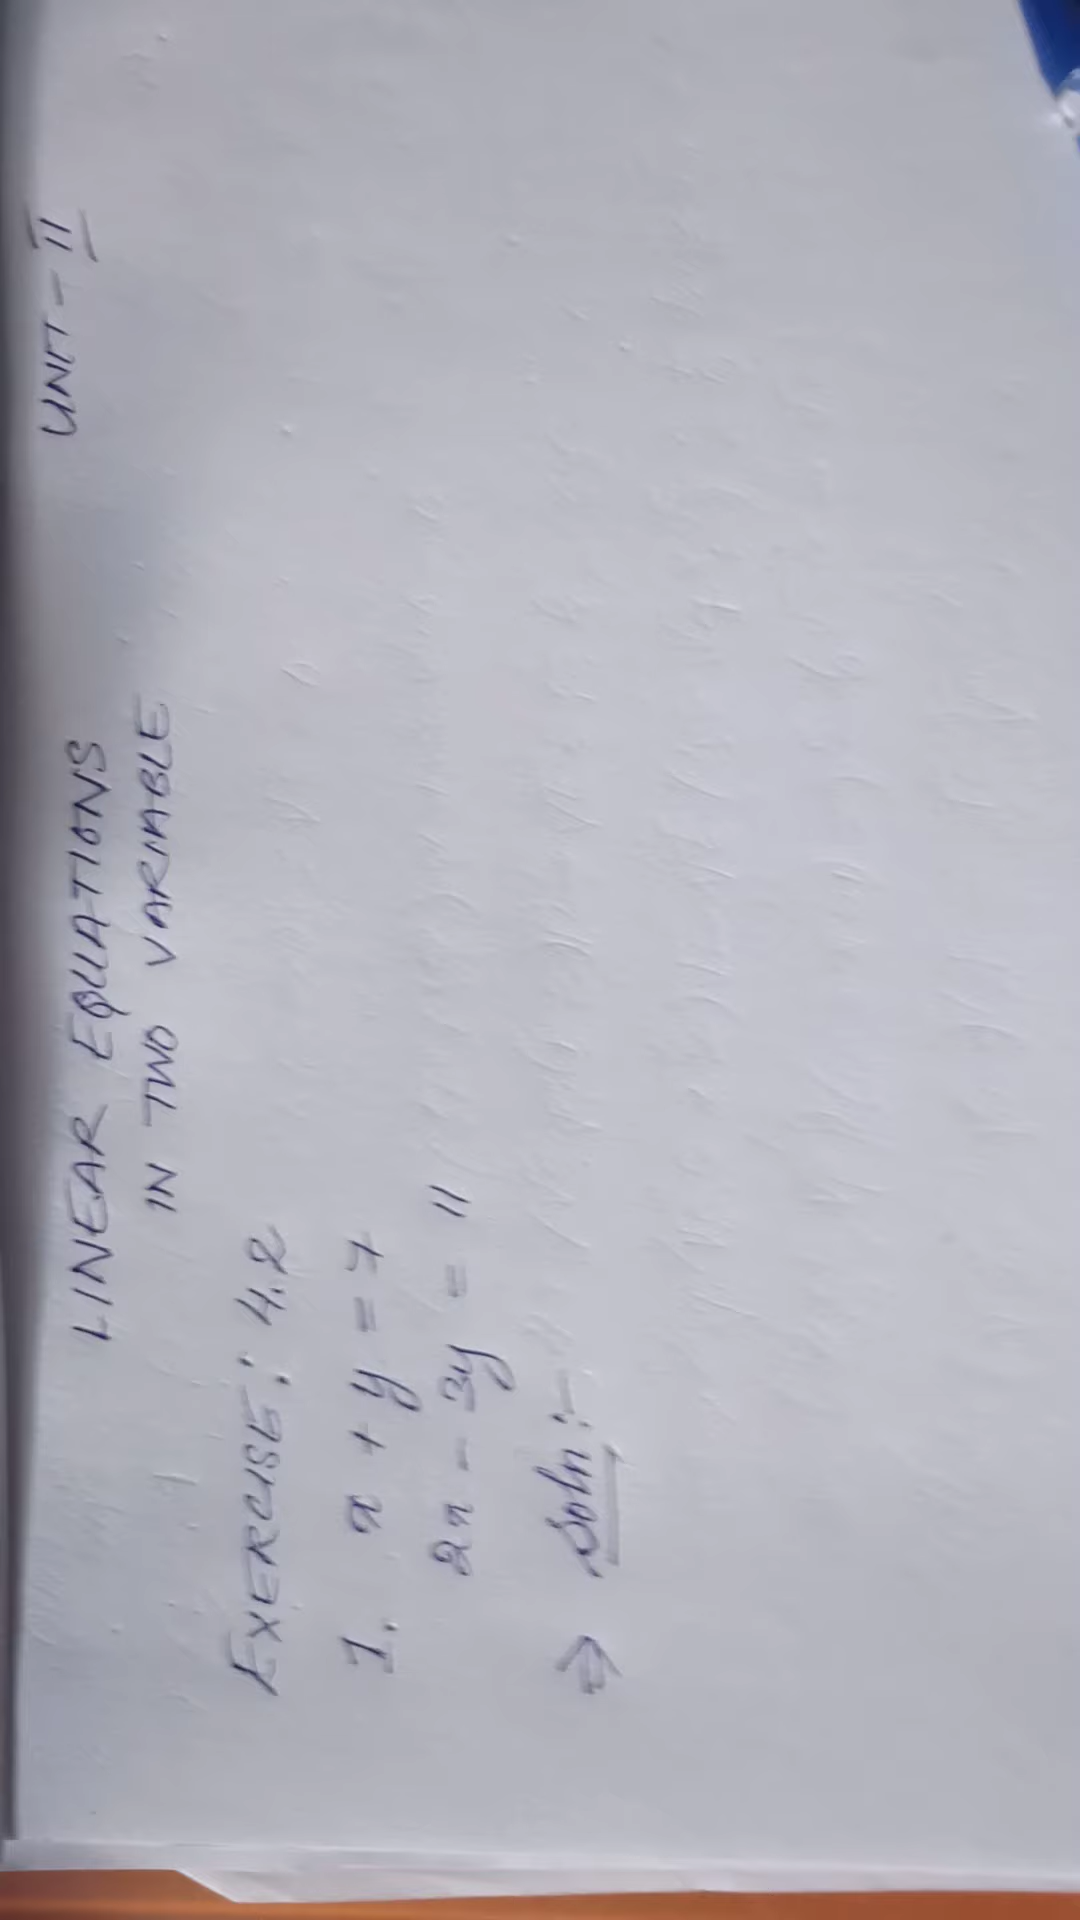 UNIT-II
LINEAR EQUATIONS
IN TWO VARIABLE
EXERCISE: 4.2
1. x + y = 7
2x - 3y = 11
⇒ Soln :-